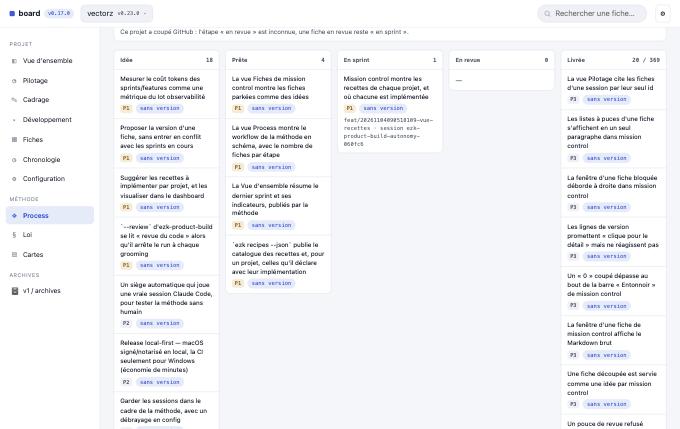 board v0.17.0 vectorz v0.23.0 Rechercher une fiche...
Ce projet a coupé GitHub : l'étape « en revue » est inconnue, une fiche en revue reste « en sprint ».
PROJET
Vue d'ensemble
Pilotage
Cadrage
Développement
Fiches
Chronologie
Configuration
MÉTHODE
Process
Loi
Cartes
ARCHIVES
v1 / archives
Idée 18
Mesurer le coût tokens des
sprints/features comme une
métrique du lot observabilité
P1 sans version
Proposer la version d'une
fiche, sans entrer en conflit
avec les sprints en cours
P1 sans version
Suggérer les recettes à
implémenter par projet, et les
visualiser dans le dashboard
P1 sans version
`--review` d'ezk-product-build
se lit « revue du code » alors
qu'il arrête le run à chaque
grooming
P1 sans version
Un siège automatique qui joue
une vraie session Claude Code,
pour tester la méthode sans
humain
P2 sans version
Release local-first — macOS
signé/notarisé en local, la CI
seulement pour Windows
(économie de minutes)
P2 sans version
Garder les sessions dans le
cadre de la méthode, avec un
débrayage en config
Prête 4
La vue Fiches de mission
control montre les fiches
parkées comme des idées
P1 sans version
La vue Process montre le
workflow de la méthode en
schéma, avec le nombre de
fiches par étape
P1 sans version
La Vue d'ensemble résume le
dernier sprint et ses
indicateurs, publiés par la
méthode
P1 sans version
`ezk recipes --json` publie le
catalogue des recettes et, pour
un projet, celles qu'il déclare
avec leur implémentation
P1 sans version
En sprint 1
Mission control montre les
recettes de chaque projet, et
où chacune est implémentée
P1 sans version
feat/20261104090510109-vue-
recettes · session ezk-
product-build-autonomy-
060fc6
En revue 0
—
Livrée 20 / 369
La vue Pilotage cite les fiches
d'une session par leur seul id
P3 sans version
Les listes à puces d'une fiche
s'affichent en un seul
paragraphe dans mission
control
P3 sans version
La fenêtre d'une fiche bloquée
déborde à droite dans mission
control
P3 sans version
Les lignes de version
promettent « clique pour le
détail » mais ne réagissent pas
P3 sans version
Un « 0 » coupé dépasse au
bout de la barre « Entonnoir »
de mission control
P3 sans version
La fenêtre d'une fiche de
mission control affiche le
Markdown brut
P3 sans version
Une fiche découpée est servie
comme une idée par mission
control
P3 sans version
Un pouce de revue refusé